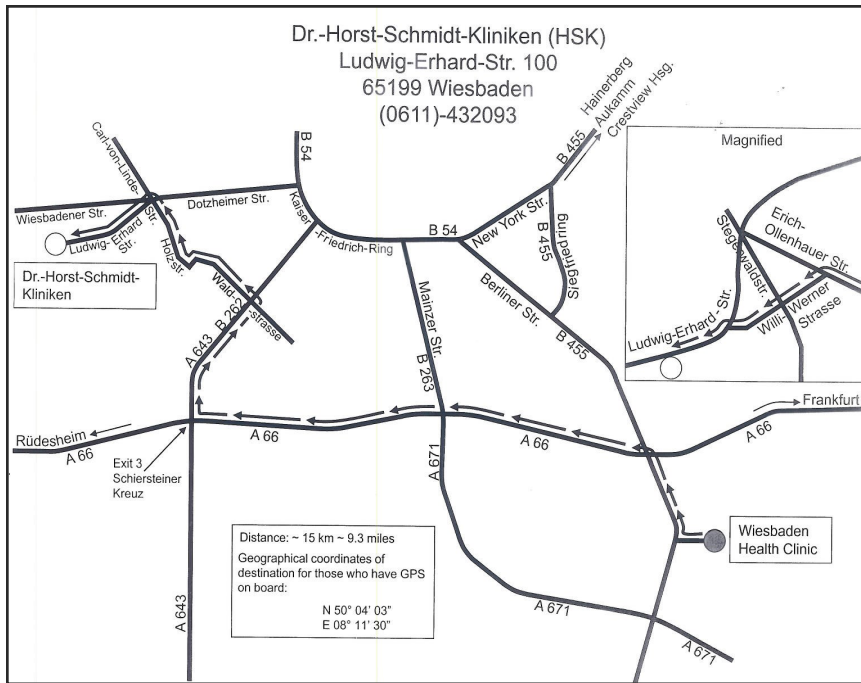 Dr.-Horst-Schmidt-Kliniken (HSK)
Ludwig-Erhard-Str. 100
65199 Wiesbaden
(0611)-432093
Hainerberg
Aukamm
Crestview Hsg.
B 455
Magnified
Carl-von-Linde-
Str.
B 54
Wiesbadener Str.
Dotzheimer Str.
Kaiser
-Friedrich-Ring
B 54
New York Str.
B 455
Siegfriedring
Ludwig- Erhard
Str.
Holzstr.
Dr.-Horst-Schmidt-
Kliniken
Wald-
strasse
B 262
A 643
Mainzer Str.
B 263
Berliner Str.
B 455
Erich-
Ollenhauer Str.
Stegerwaldstr.
Willi-Werner
Strasse
Ludwig-Erhard-Str.
Frankfurt
A 66
Rüdesheim
A 66
Exit 3
Schiersteiner
Kreuz
A 66
A 66
A 671
Wiesbaden
Health Clinic
Distance: ~ 15 km ~ 9.3 miles
Geographical coordinates of
destination for those who have GPS
on board:
N 50° 04' 03"
E 08° 11' 30"
A 643
A 671
A 671